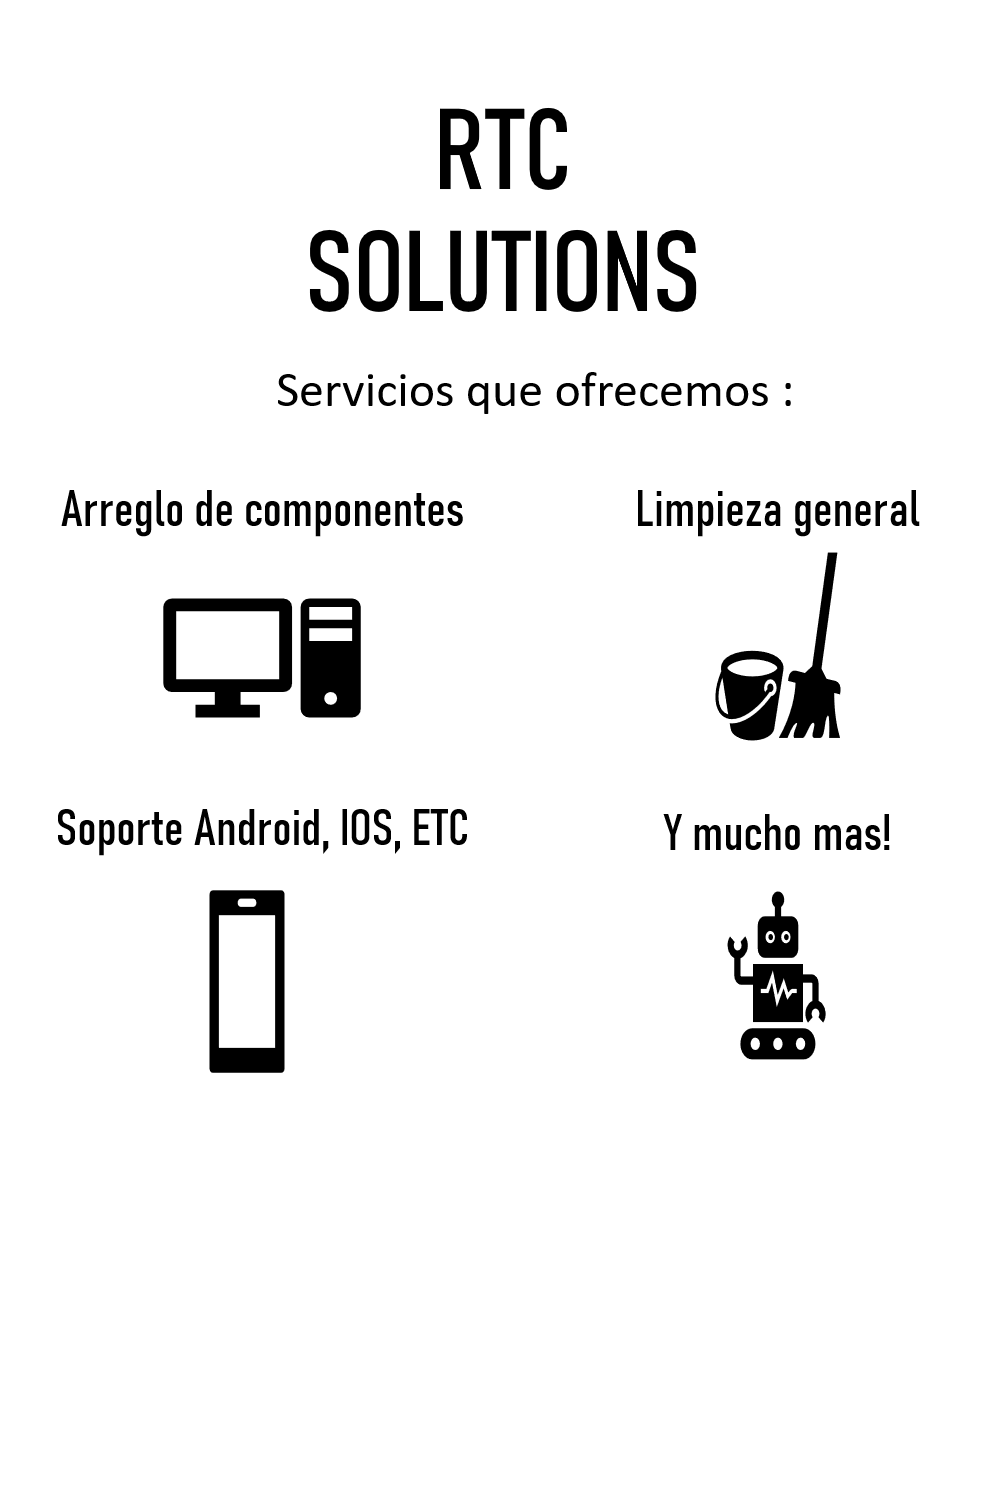 RTC
SOLUTIONS
Servicios que ofrecemos :
Arreglo de componentes
Limpieza general
Soporte Android, IOS, ETC
Y mucho mas!